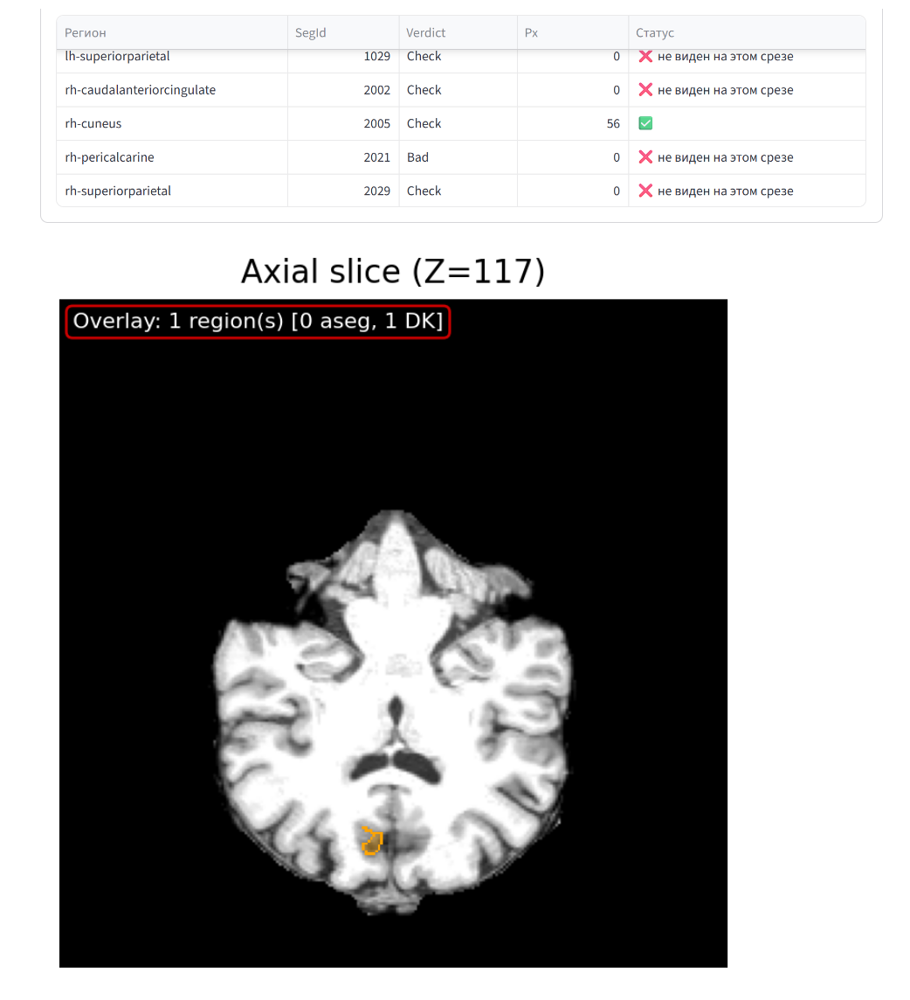 Регион SegId Verdict Px Статус
lh-superiorparietal 1029 Check 0 ❌ не виден на этом срезе
rh-caudalanteriorcingulate 2002 Check 0 ❌ не виден на этом срезе
rh-cuneus 2005 Check 56 ✅
rh-pericalcarine 2021 Bad 0 ❌ не виден на этом срезе
rh-superiorparietal 2029 Check 0 ❌ не виден на этом срезе
Axial slice (Z=117)
Overlay: 1 region(s) [0 aseg, 1 DK]